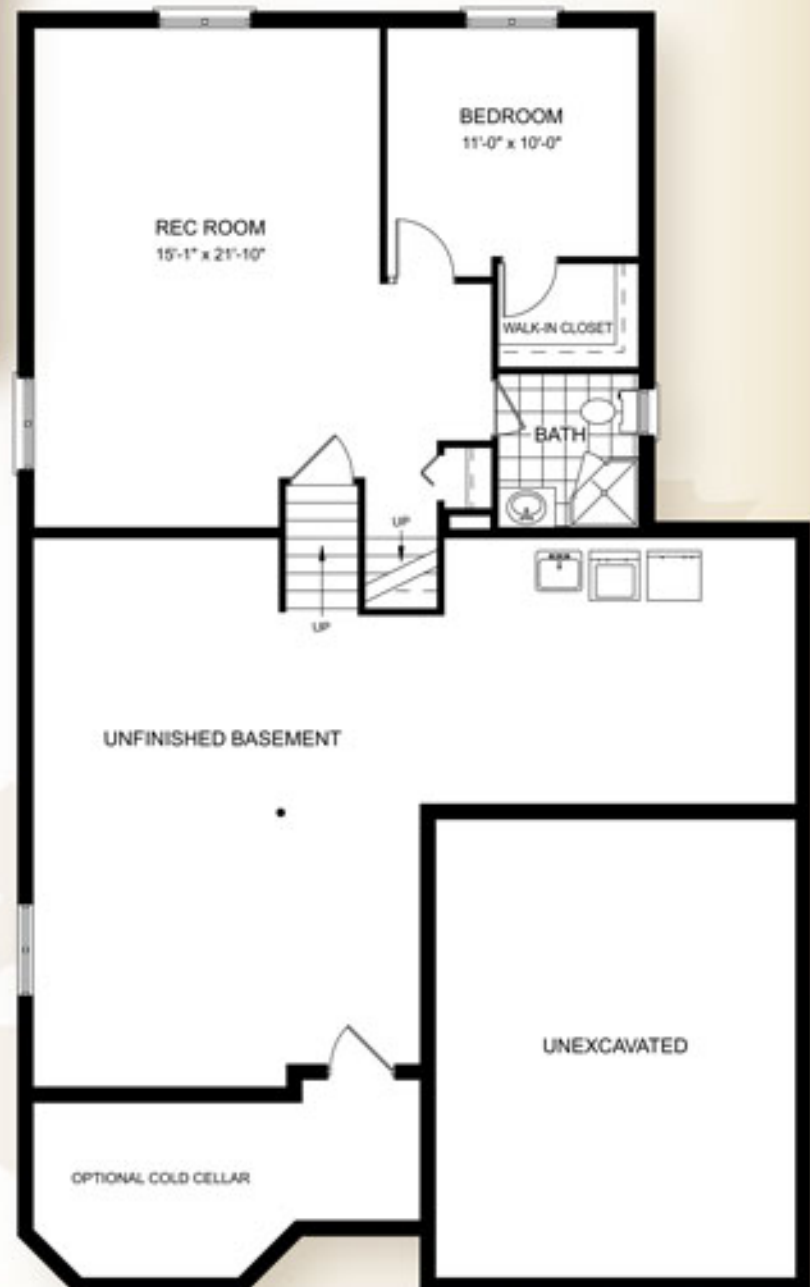 BEDROOM
11'-0" x 10'-0"
REC ROOM
15'-1" x 21'-10"
WALK-IN CLOSET
BATH
UP
UP
UNFINISHED BASEMENT
UNEXCAVATED
OPTIONAL COLD CELLAR